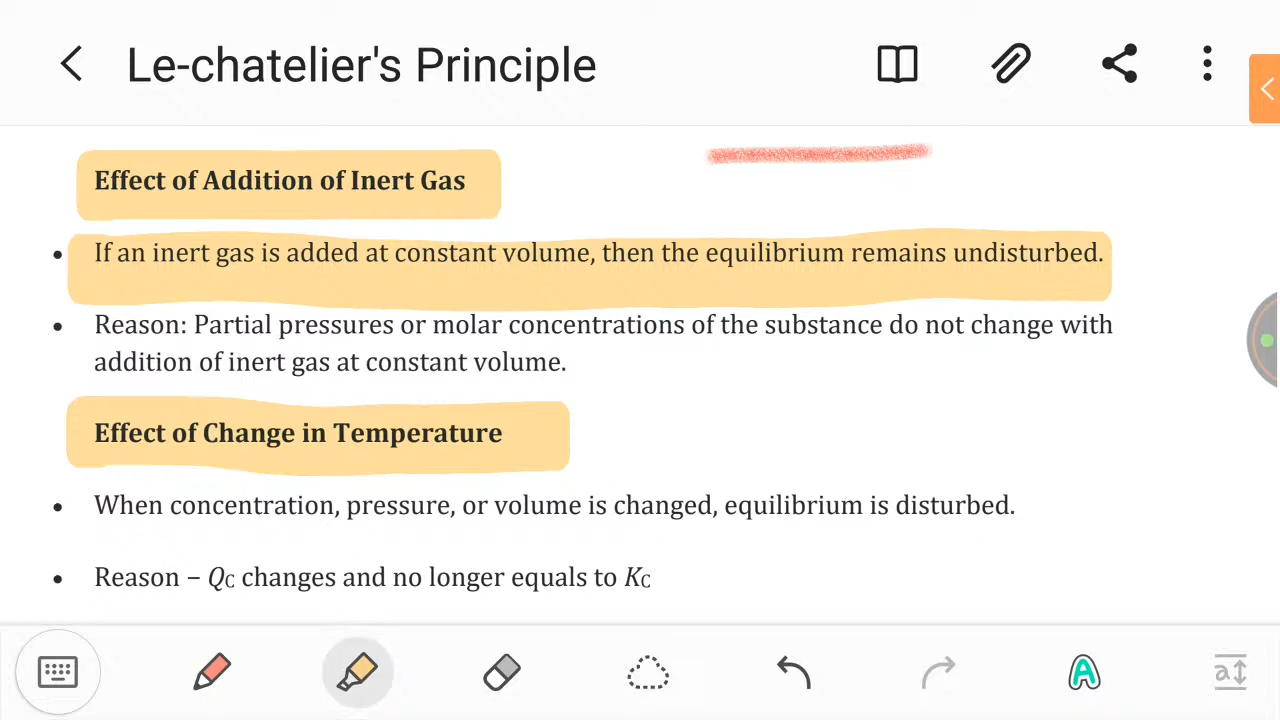 Le-chatelier's Principle
Effect of Addition of Inert Gas
• If an inert gas is added at constant volume, then the equilibrium remains undisturbed.
• Reason: Partial pressures or molar concentrations of the substance do not change with
addition of inert gas at constant volume.
Effect of Change in Temperature
• When concentration, pressure, or volume is changed, equilibrium is disturbed.
• Reason – QC changes and no longer equals to KC
A
a